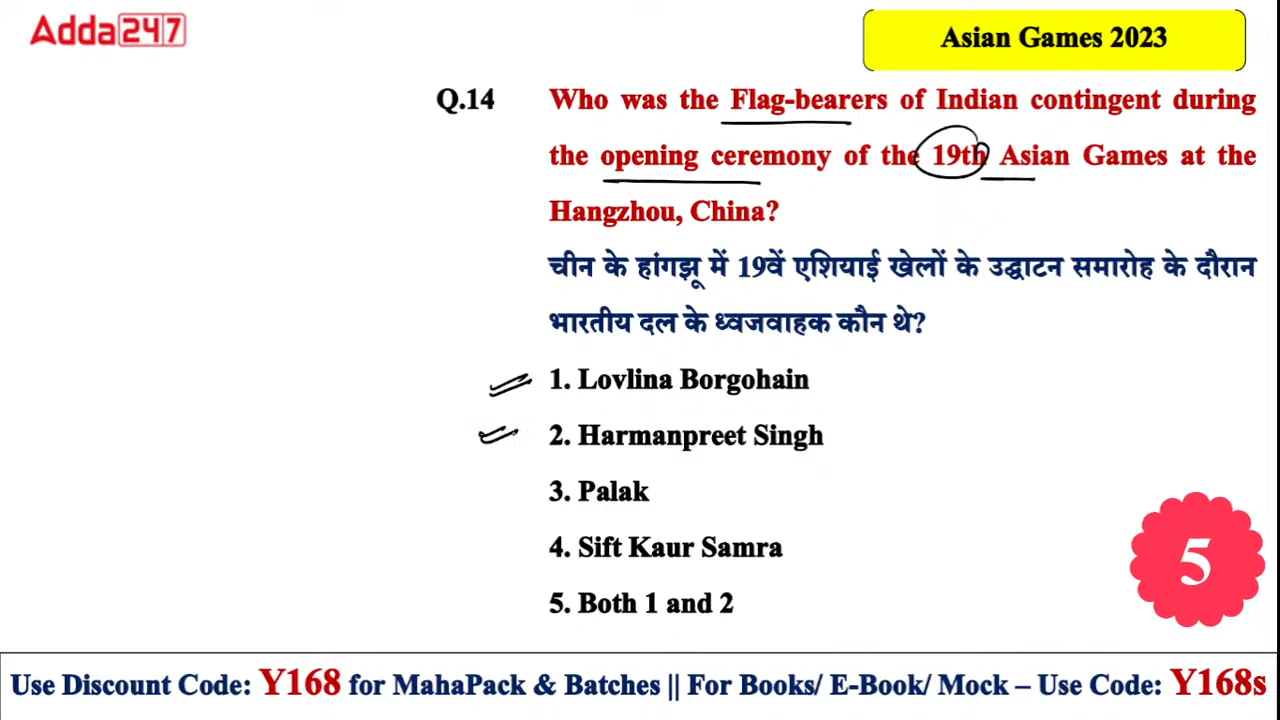 Adda247
Asian Games 2023
Q.14 Who was the Flag-bearers of Indian contingent during
the opening ceremony of the 19th Asian Games at the
Hangzhou, China?
चीन के हांगझू में 19वें एशियाई खेलों के उद्घाटन समारोह के दौरान
भारतीय दल के ध्वजवाहक कौन थे?
1. Lovlina Borgohain
2. Harmanpreet Singh
3. Palak
4. Sift Kaur Samra
5. Both 1 and 2
5
Use Discount Code: Y168 for MahaPack & Batches || For Books/ E-Book/ Mock – Use Code: Y168s